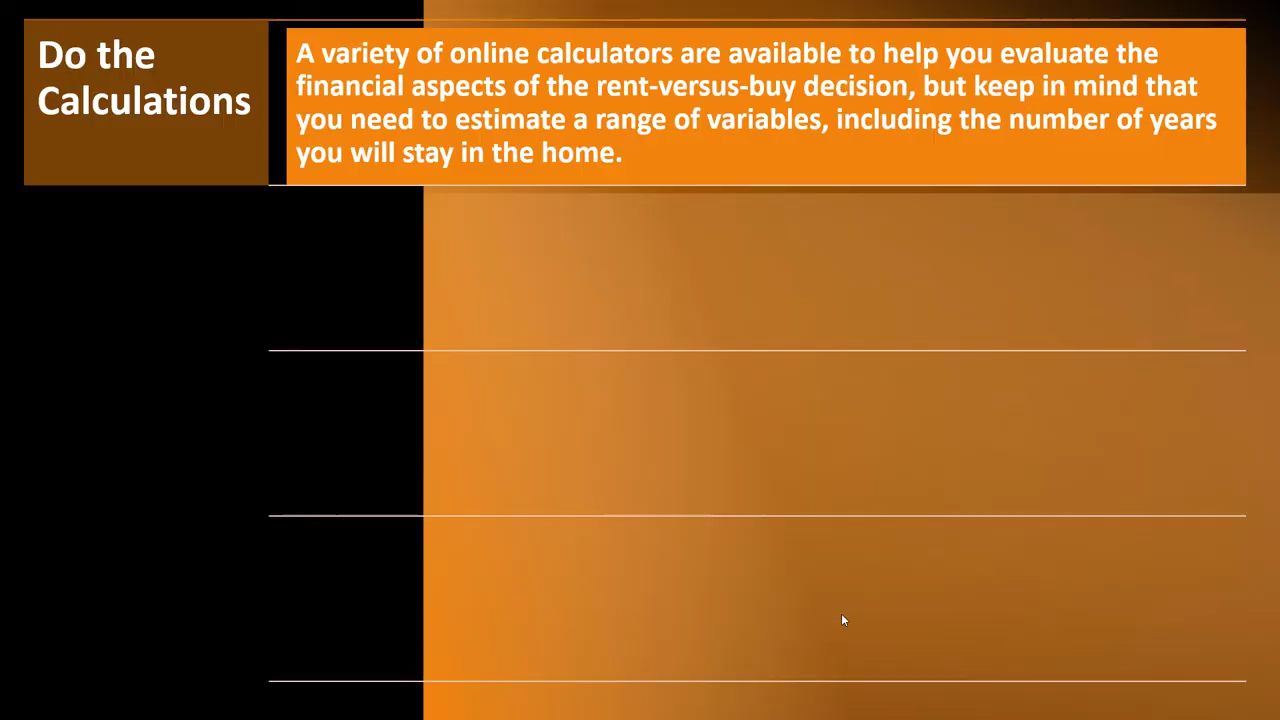 Do the
Calculations
A variety of online calculators are available to help you evaluate the
financial aspects of the rent-versus-buy decision, but keep in mind that
you need to estimate a range of variables, including the number of years
you will stay in the home.